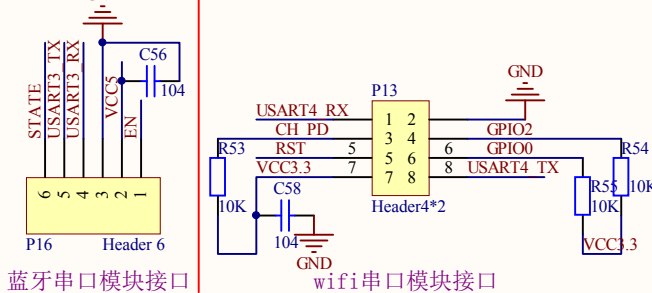 C56
104
STATE
USART3_TX
USART3_RX
VCC5
EN
6
5
4
3
2
1
P16
Header 6
蓝牙串口模块接口
P13
GND
USART4_RX
1
2
CH_PD
3
4
GPIO2
R53
RST
5
5
6
6
GPIO0
R54
VCC3.3
7
7
8
8
USART4_TX
C58
R55
10K
10K
10K
Header4*2
104
VCC3.3
GND
wifi串口模块接口